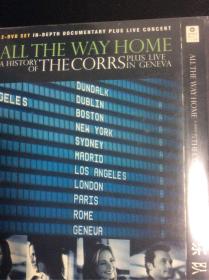 2-DVD SET IN-DEPTH DOCUMENTARY PLUS LIVE CONCERT
ALL THE WAY HOME
A HISTORY OF THE CORRS PLUS LIVE IN GENEVA
DUNDALK
GELES DUBLIN
BOSTON
NEW YORK
SYDNEY
MADRID
LOS ANGELES
LONDON
PARIS
ROME
GENEVA
ALL THE WAY HOME